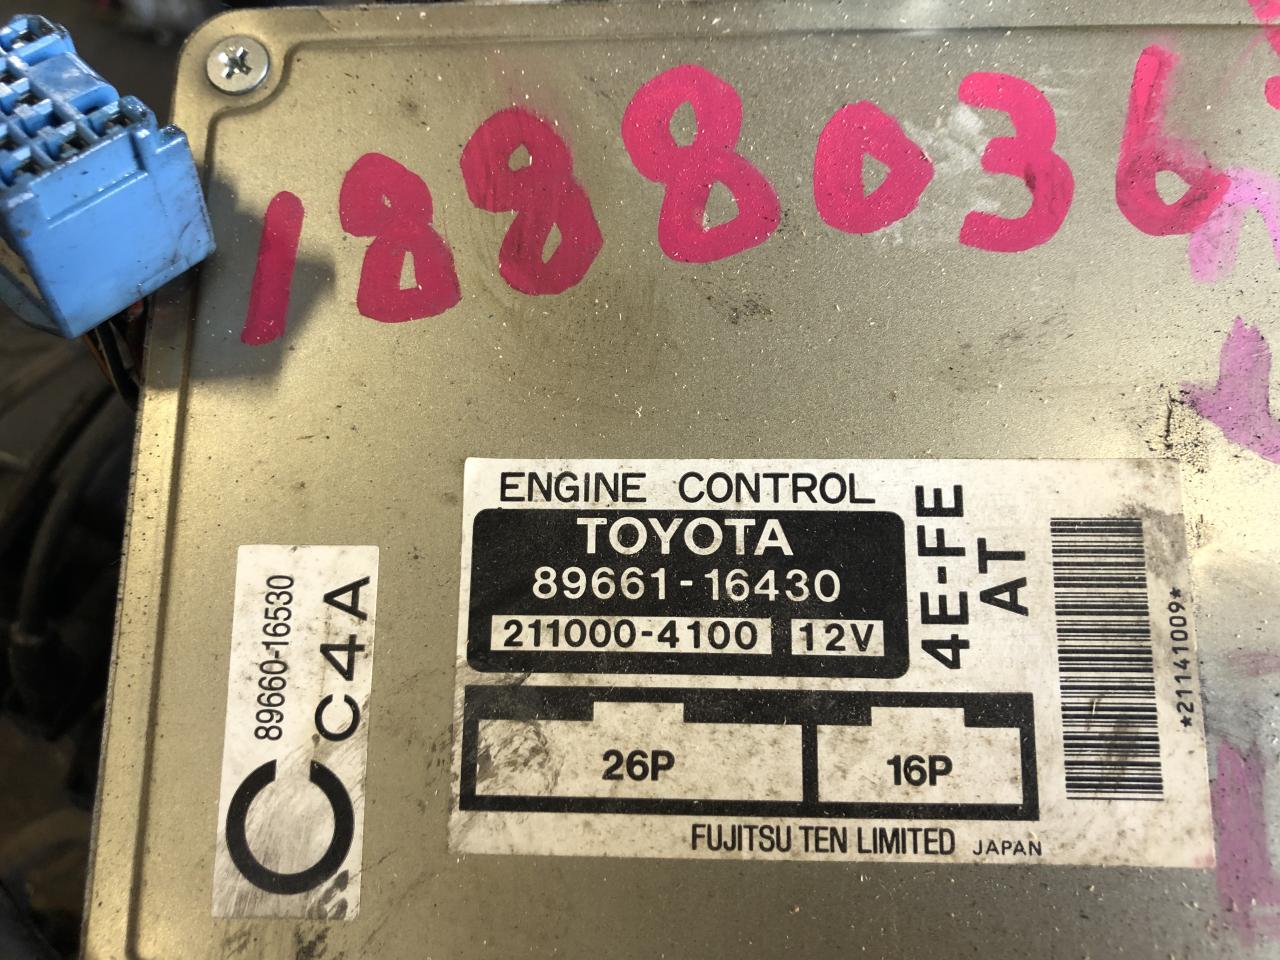 1888036
ENGINE CONTROL
TOYOTA
89661-16430
211000-4100 12V
4E-FE
AT
*21141009*
26P 16P
FUJITSU TEN LIMITED JAPAN
89660-16530
C C4A